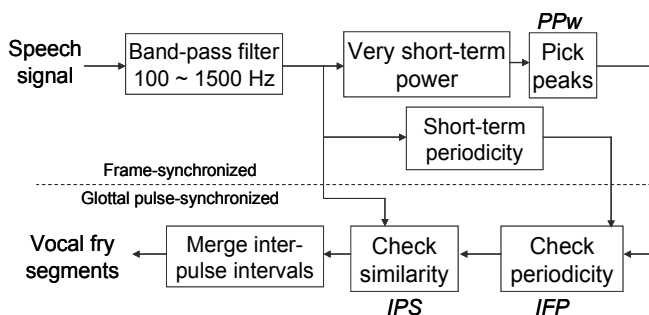 PPw
Speech
signal
Band-pass filter
100 ~ 1500 Hz
Very short-term
power
Pick
peaks
Short-term
periodicity
Frame-synchronized
Glottal pulse-synchronized
Vocal fry
segments
Merge inter-
pulse intervals
Check
similarity
Check
periodicity
IPS
IFP